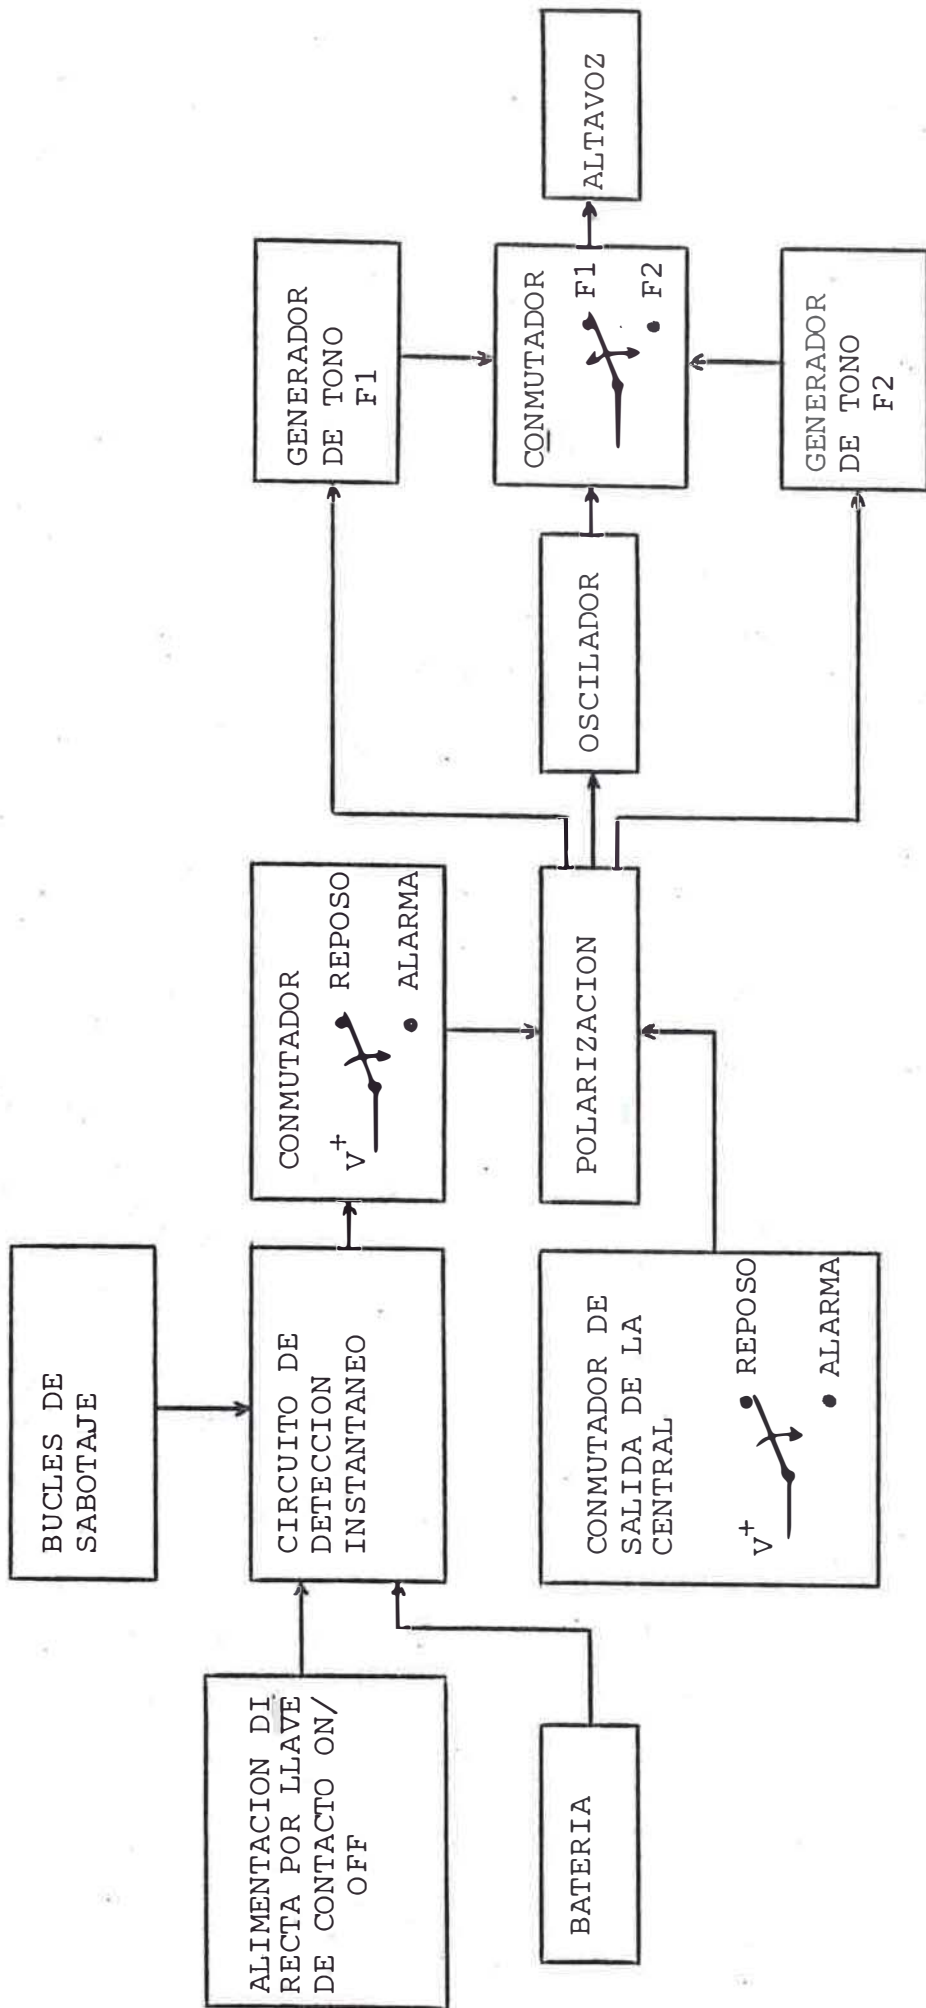 BUCLES DE
SABOTAJE
ALIMENTACION DI
RECTA POR LLAVE
DE CONTACTO ON/
OFF
CIRCUITO DE
DETECCION
INSTANTANEO
CONMUTADOR
V+
REPOSO
ALARMA
GENERADOR
DE TONO
F1
BATERIA
CONMUTADOR DE
SALIDA DE LA
CENTRAL
V+
REPOSO
ALARMA
POLARIZACION
OSCILADOR
CONMUTADOR
F1
F2
ALTAVOZ
GENERADOR
DE TONO
F2